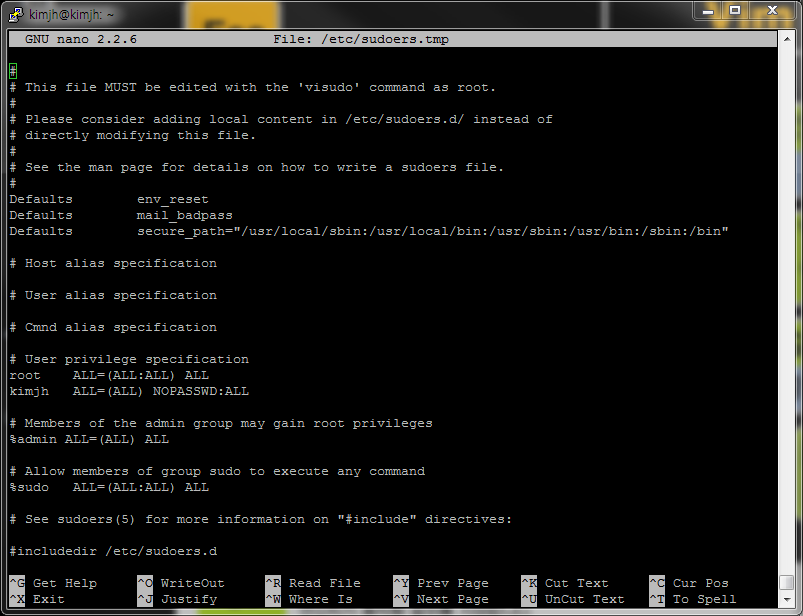 kimjh@kimjh: ~
GNU nano 2.2.6 File: /etc/sudoers.tmp
#
# This file MUST be edited with the 'visudo' command as root.
#
# Please consider adding local content in /etc/sudoers.d/ instead of
# directly modifying this file.
#
# See the man page for details on how to write a sudoers file.
#
Defaults env_reset
Defaults mail_badpass
Defaults secure_path="/usr/local/sbin:/usr/local/bin:/usr/sbin:/usr/bin:/sbin:/bin"
# Host alias specification
# User alias specification
# Cmnd alias specification
# User privilege specification
root ALL=(ALL:ALL) ALL
kimjh ALL=(ALL) NOPASSWD:ALL
# Members of the admin group may gain root privileges
%admin ALL=(ALL) ALL
# Allow members of group sudo to execute any command
%sudo ALL=(ALL:ALL) ALL
# See sudoers(5) for more information on "#include" directives:
#includedir /etc/sudoers.d
^G Get Help ^O WriteOut ^R Read File ^Y Prev Page ^K Cut Text ^C Cur Pos
^X Exit ^J Justify ^W Where Is ^V Next Page ^U UnCut Text ^T To Spell